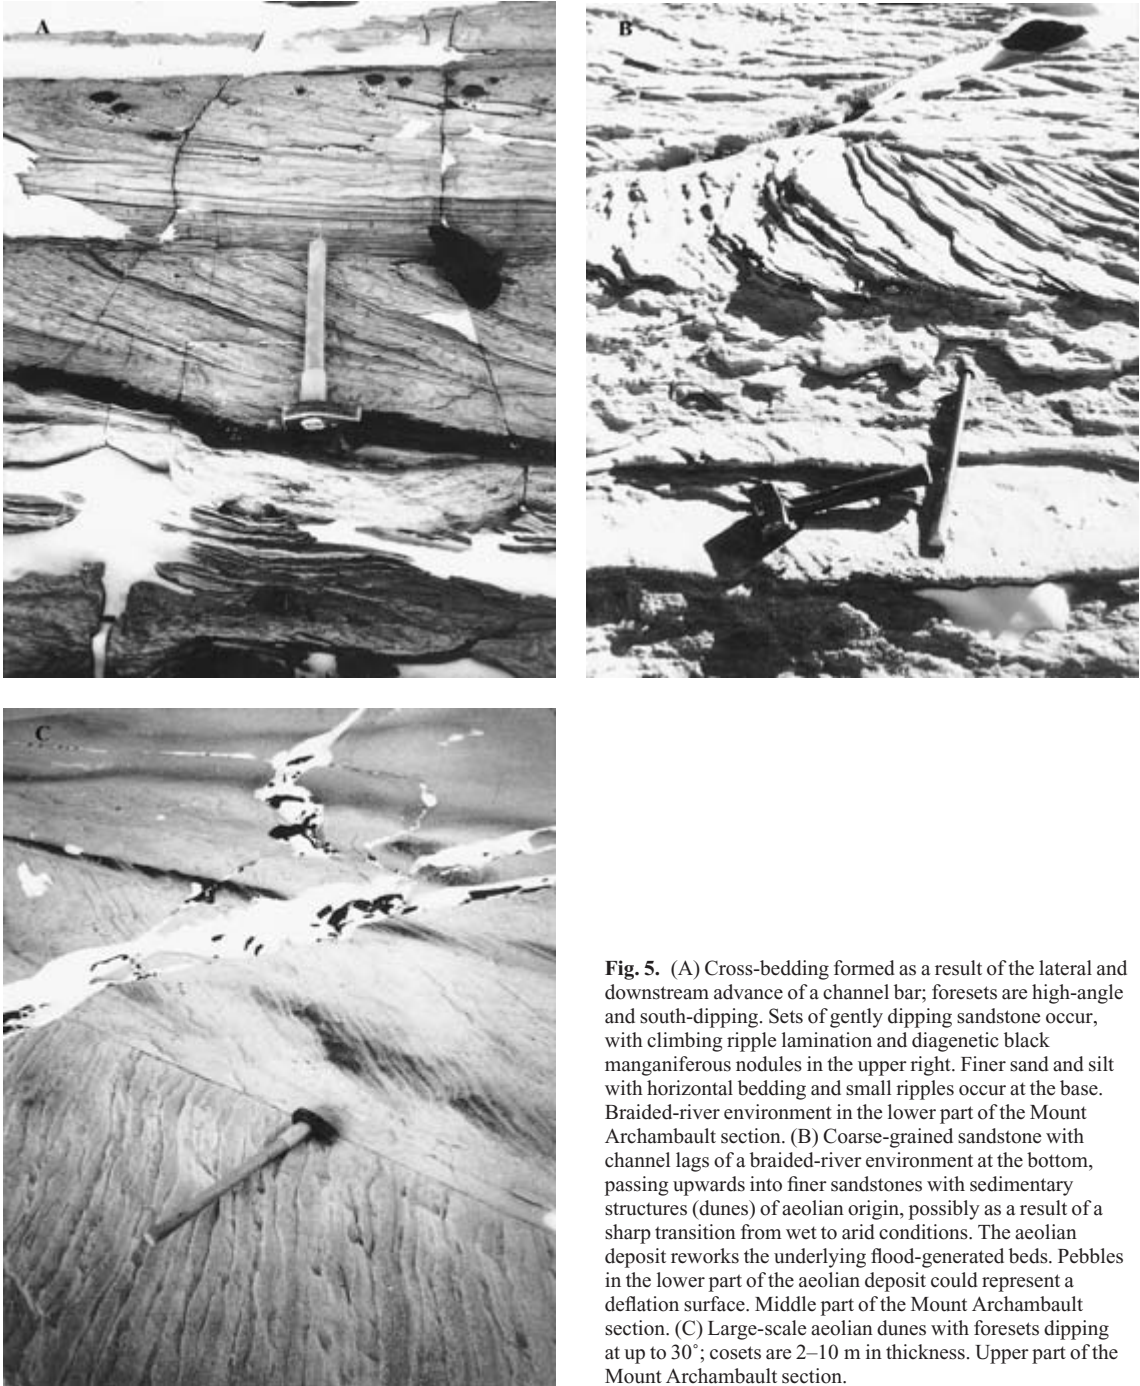 A
B
C
Fig. 5. (A) Cross-bedding formed as a result of the lateral and
downstream advance of a channel bar; foresets are high-angle
and south-dipping. Sets of gently dipping sandstone occur,
with climbing ripple lamination and diagenetic black
manganiferous nodules in the upper right. Finer sand and silt
with horizontal bedding and small ripples occur at the base.
Braided-river environment in the lower part of the Mount
Archambault section. (B) Coarse-grained sandstone with
channel lags of a braided-river environment at the bottom,
passing upwards into finer sandstones with sedimentary
structures (dunes) of aeolian origin, possibly as a result of a
sharp transition from wet to arid conditions. The aeolian
deposit reworks the underlying flood-generated beds. Pebbles
in the lower part of the aeolian deposit could represent a
deflation surface. Middle part of the Mount Archambault
section. (C) Large-scale aeolian dunes with foresets dipping
at up to 30˚; cosets are 2–10 m in thickness. Upper part of the
Mount Archambault section.